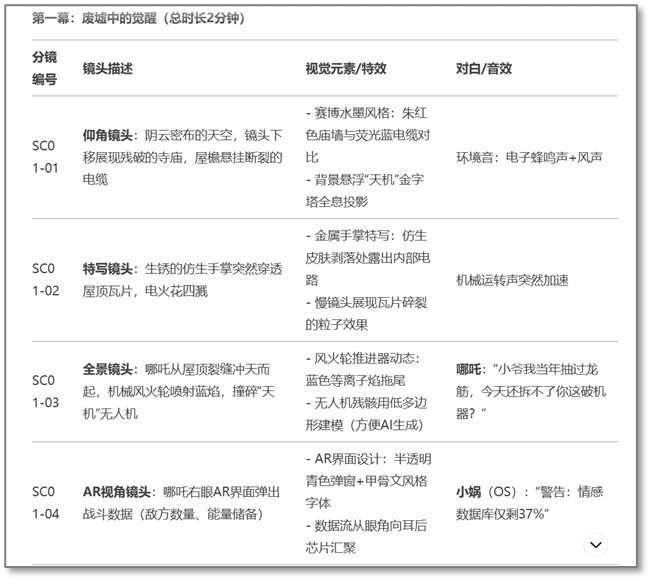 第一幕：废墟中的觉醒（总时长2分钟）
分镜
编号
镜头描述
视觉元素/特效
对白/音效
SC0
1-01
仰角镜头：阴云密布的天空，镜头下
移展现残破的寺庙，屋檐悬挂断裂的
电缆
- 赛博水墨风格：朱红
色庙墙与荧光蓝电缆对
比
- 背景悬浮“天机”金字
塔全息投影
环境音：电子蜂鸣声+风声
SC0
1-02
特写镜头：生锈的仿生手掌突然穿透
屋顶瓦片，电火花四溅
- 金属手掌特写：仿生
皮肤剥落处露出内部电
路
- 慢镜头展现瓦片碎裂
的粒子效果
机械运转声突然加速
SC0
1-03
全景镜头：哪吒从屋顶裂缝冲天而
起，机械风火轮喷射蓝焰，撞碎“天
机”无人机
- 风火轮推进器动态：
蓝色等离子焰拖尾
- 无人机残骸用低多边
形建模（方便AI生成）
哪吒：“小爷我当年抽过龙
筋，今天还拆不了你这破机
器？”
SC0
1-04
AR视角镜头：哪吒右眼AR界面弹出
战斗数据（敌方数量、能量储备）
- AR界面设计：半透明
青色弹窗+甲骨文风格
字体
- 数据流从眼角向耳后
芯片汇聚
小娲（OS）：“警告：情感
数据库仅剩37%”